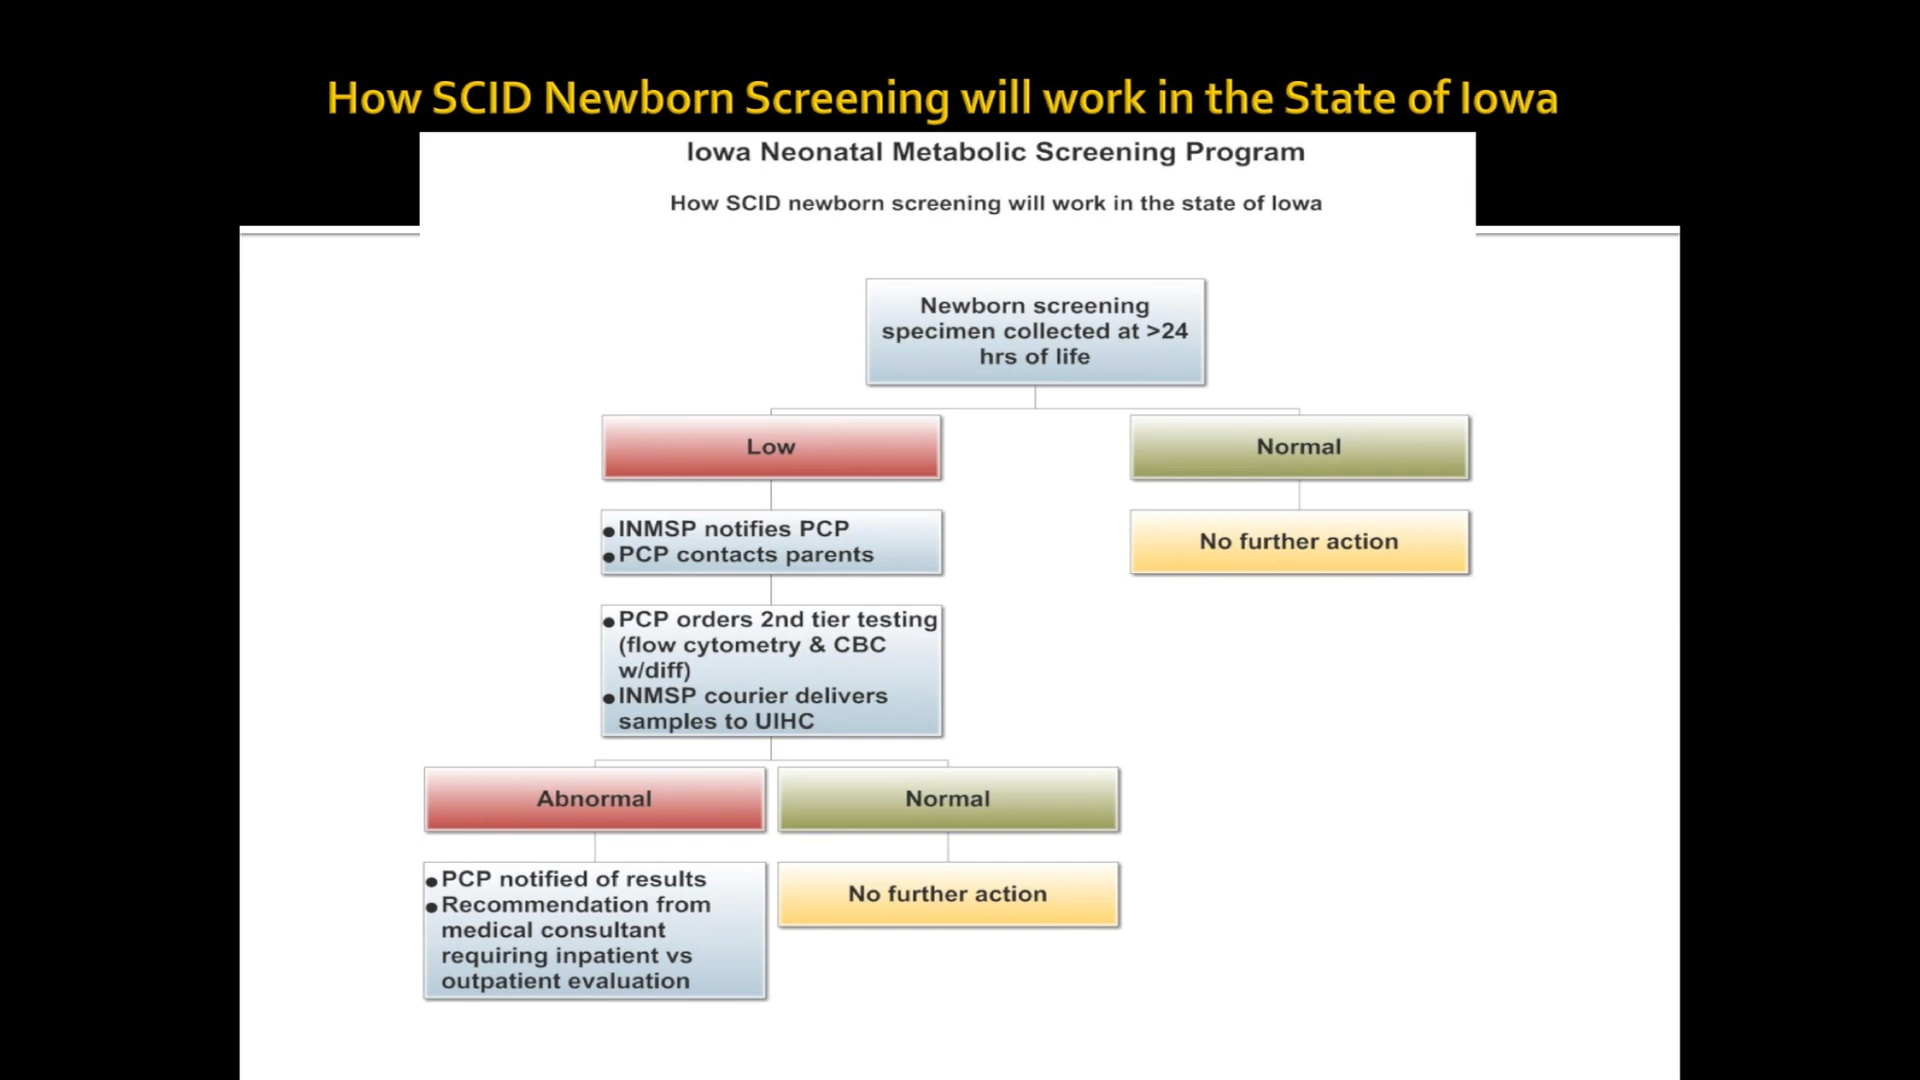 How SCID Newborn Screening will work in the State of Iowa
Iowa Neonatal Metabolic Screening Program
How SCID newborn screening will work in the state of Iowa
Newborn screening
specimen collected at >24
hrs of life
Low
Normal
●INMSP notifies PCP
●PCP contacts parents
No further action
●PCP orders 2nd tier testing
(flow cytometry & CBC
w/diff)
●INMSP courier delivers
samples to UIHC
Abnormal
Normal
●PCP notified of results
●Recommendation from
medical consultant
requiring inpatient vs
outpatient evaluation
No further action